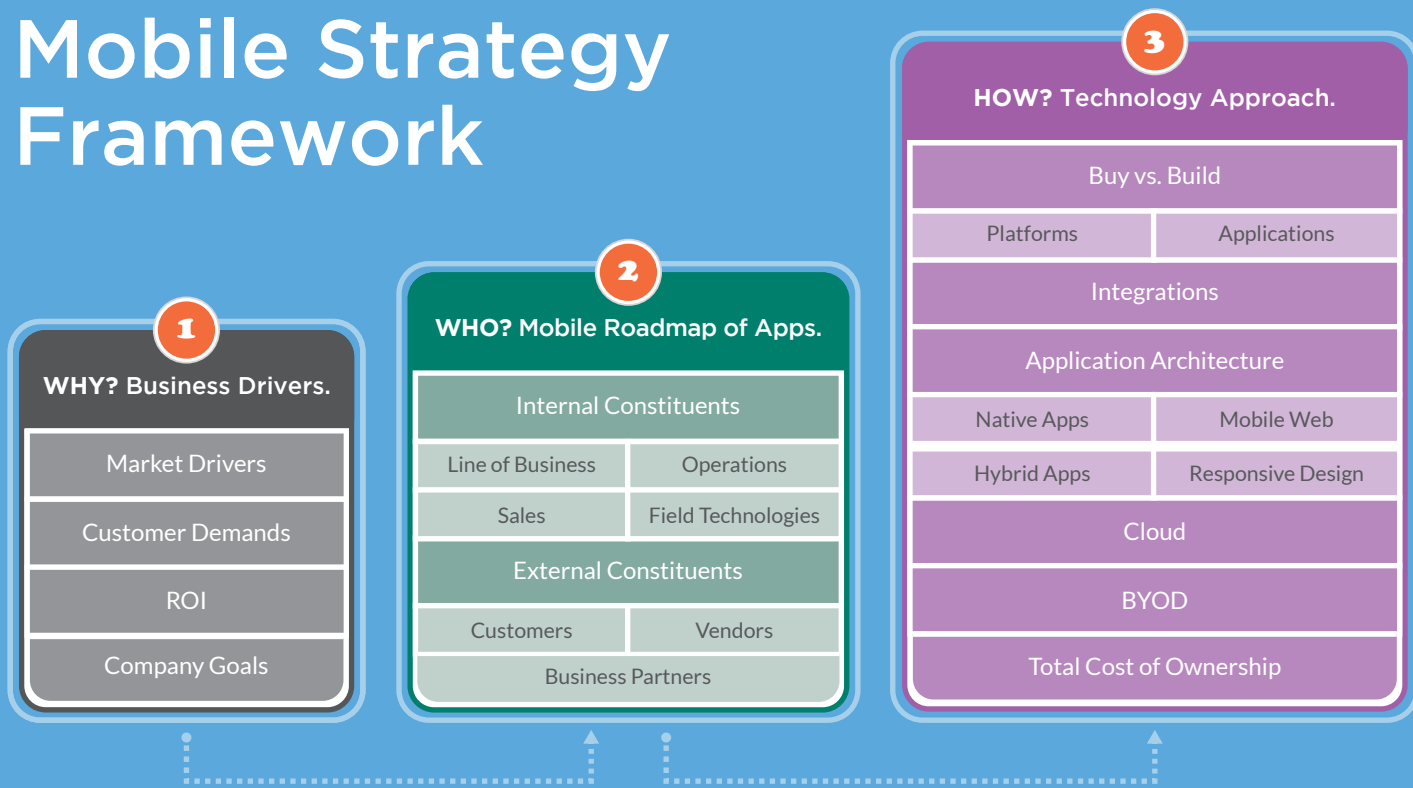 Mobile Strategy
Framework
1
WHY? Business Drivers.
Market Drivers
Customer Demands
ROI
Company Goals
2
WHO? Mobile Roadmap of Apps.
Internal Constituents
Line of Business
Operations
Sales
Field Technologies
External Constituents
Customers
Vendors
Business Partners
3
HOW? Technology Approach.
Buy vs. Build
Platforms
Applications
Integrations
Application Architecture
Native Apps
Mobile Web
Hybrid Apps
Responsive Design
Cloud
BYOD
Total Cost of Ownership